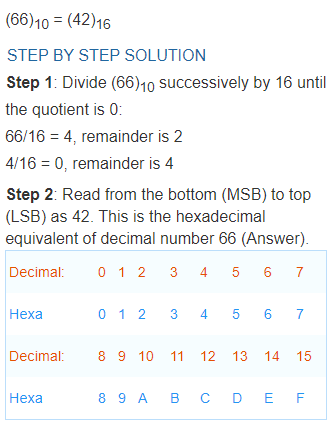 (66)10 = (42)16
STEP BY STEP SOLUTION
Step 1: Divide (66)10 successively by 16 until
the quotient is 0:
66/16 = 4, remainder is 2
4/16 = 0, remainder is 4
Step 2: Read from the bottom (MSB) to top
(LSB) as 42. This is the hexadecimal
equivalent of decimal number 66 (Answer).
Decimal: 0 1 2 3 4 5 6 7
Hexa 0 1 2 3 4 5 6 7
Decimal: 8 9 10 11 12 13 14 15
Hexa 8 9 A B C D E F